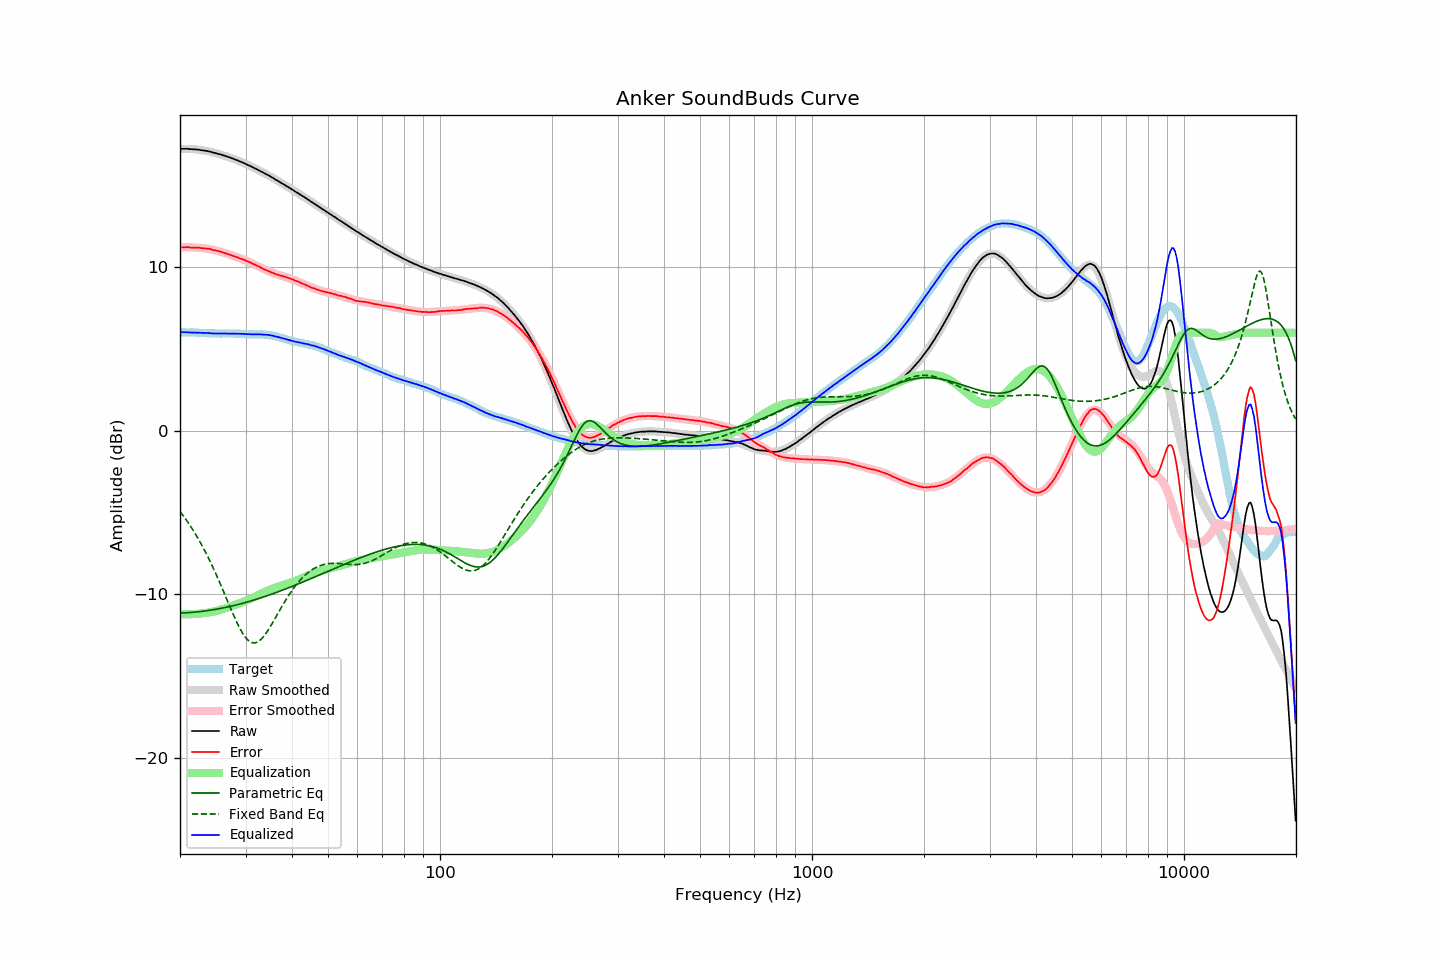 Anker SoundBuds Curve
10
0
−10
−20
Amplitude (dBr)
Target
Raw Smoothed
Error Smoothed
Raw
Error
Equalization
Parametric Eq
Fixed Band Eq
Equalized
100
1000
10000
Frequency (Hz)